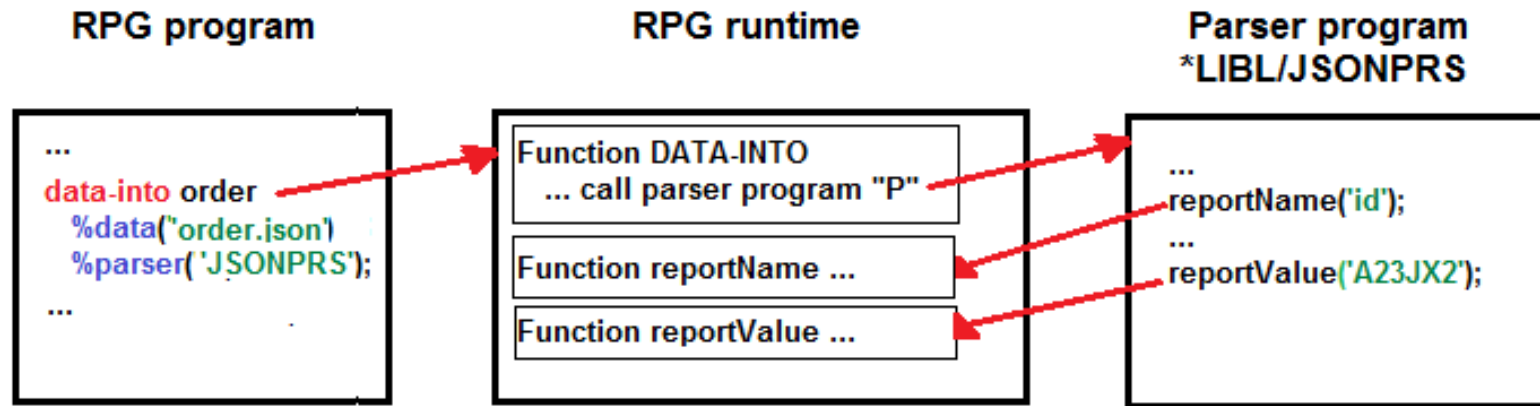 RPG program
...
data-into order
%data("order.json')
%parser( 'JSONPRS');
...
RPG runtime
Function DATA-INTO
... call parser program "P"
Function reportName ...
Function reportValue ...
Parser program
*LIBL/JSONPRS
...
reportName('id');
...
reportValue('A23JX2');